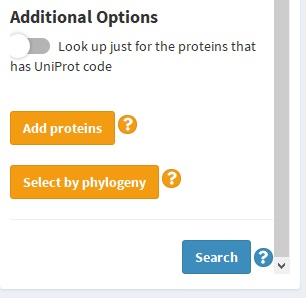 Additional Options
Look up just for the proteins that
has UniProt code
Add proteins ?
Select by phylogeny ?
Search ?